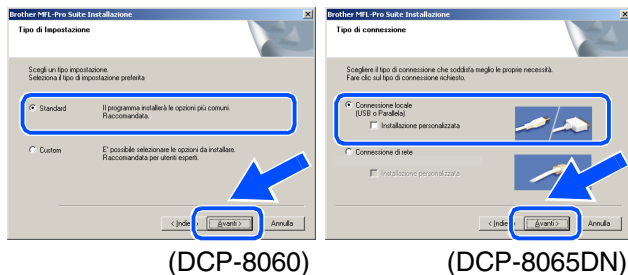 Brother MFL-Pro Suite Installazione
Tipo di Impostazione
Scegli un tipo impostazione.
Seleziona il tipo di impostazione preferita
Standard
Il programma installerà le opzioni più comuni.
Raccomandata.
Custom
E' possibile selezionare le opzioni da installare.
Raccomandata per utenti esperti.
Avanti >
Annulla
(DCP-8060)
Brother MFL-Pro Suite Installazione
Tipo di connessione
Scegliere il tipo di connessione che soddisfa meglio le proprie necessità.
Fare clic sul tipo di connessione richiesto.
Connessione locale
(USB o Parallela)
Installazione personalizzata
Connessione di rete
Installazione personalizzata
Avanti >
Annulla
(DCP-8065DN)